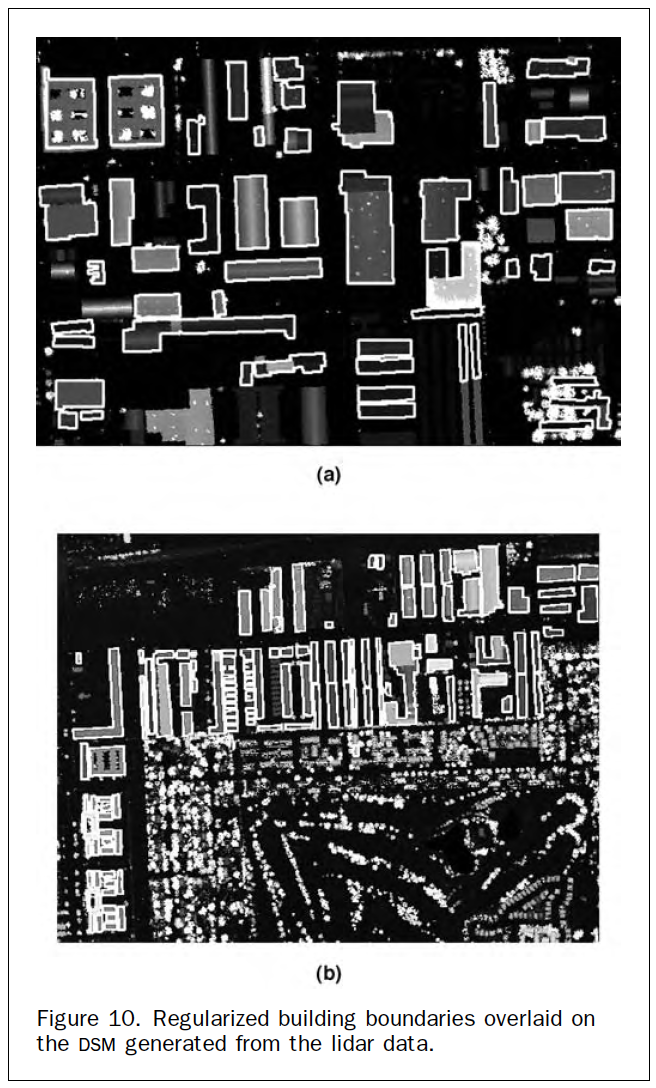 (a)
(b)
Figure 10. Regularized building boundaries overlaid on
the DSM generated from the lidar data.